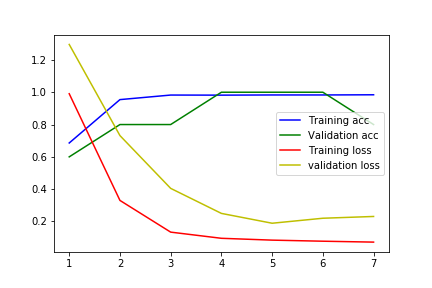 1.2
1.0
0.8
0.6
0.4
0.2
Training acc
Validation acc
Training loss
validation loss
1 2 3 4 5 6 7